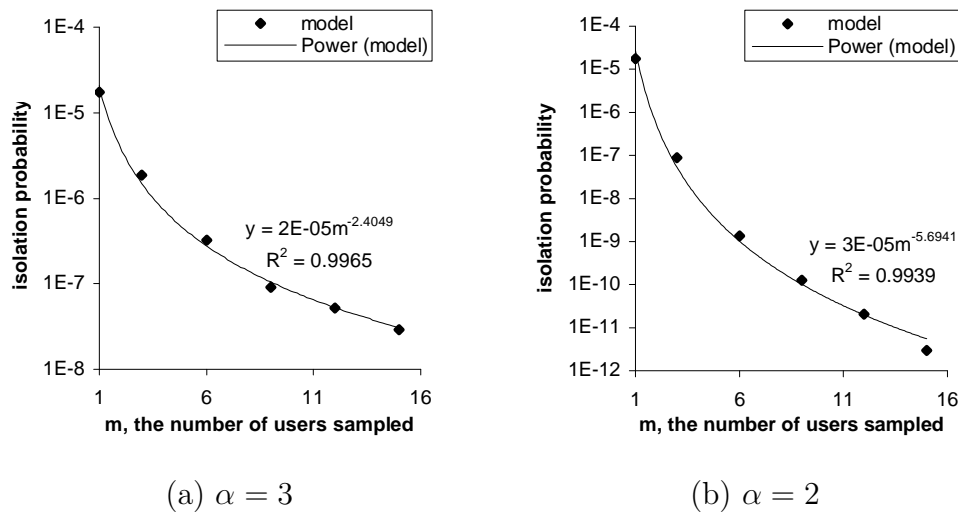 model
Power (model)
1E-4
1E-5
1E-6
1E-7
1E-8
isolation probability
y = 2E-05m^-2.4049
R^2 = 0.9965
1 6 11 16
m, the number of users sampled
(a) α = 3
model
Power (model)
1E-4
1E-5
1E-6
1E-7
1E-8
1E-9
1E-10
1E-11
1E-12
isolation probability
y = 3E-05m^-5.6941
R^2 = 0.9939
1 6 11 16
m, the number of users sampled
(b) α = 2